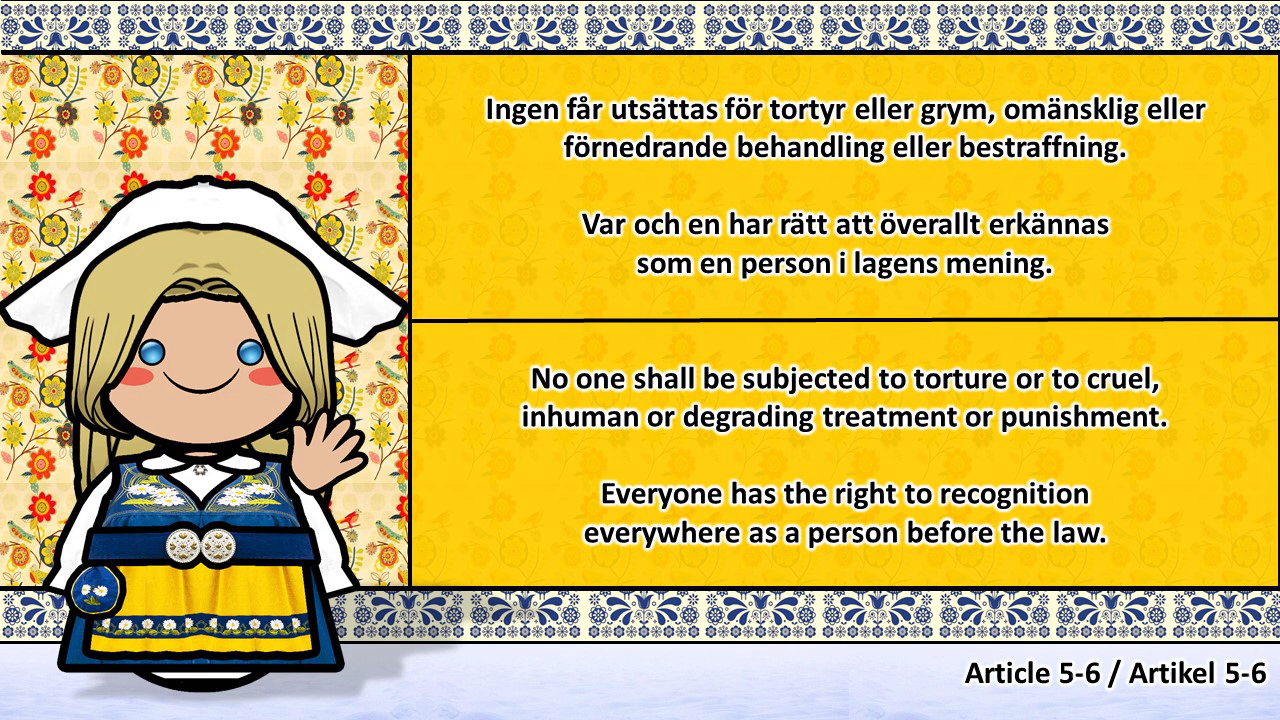 Ingen får utsättas för tortyr eller grym, omänsklig eller
förnedrande behandling eller bestraffning.
Var och en har rätt att överallt erkännas
som en person i lagens mening.
No one shall be subjected to torture or to cruel,
inhuman or degrading treatment or punishment.
Everyone has the right to recognition
everywhere as a person before the law.
Article 5-6 / Artikel 5-6